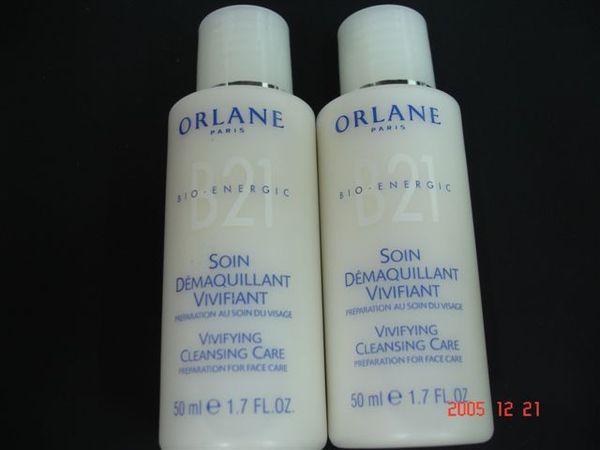 ORLANE
PARIS
B21
BIO-ENERGIC
SOIN
DÉMAQUILLANT
VIVIFIANT
PREPARATION AU SOIN DU VISAGE
VIVIFYING
CLEANSING CARE
PREPARATION FOR FACE CARE
50 ml e 1.7 FL.OZ.
ORLANE
PARIS
B21
BIO-ENERGIC
SOIN
DÉMAQUILLANT
VIVIFIANT
PREPARATION AU SOIN DU VISAGE
VIVIFYING
CLEANSING CARE
PREPARATION FOR FACE CARE
50 ml e 1.7 FL.OZ.
2005 12 21